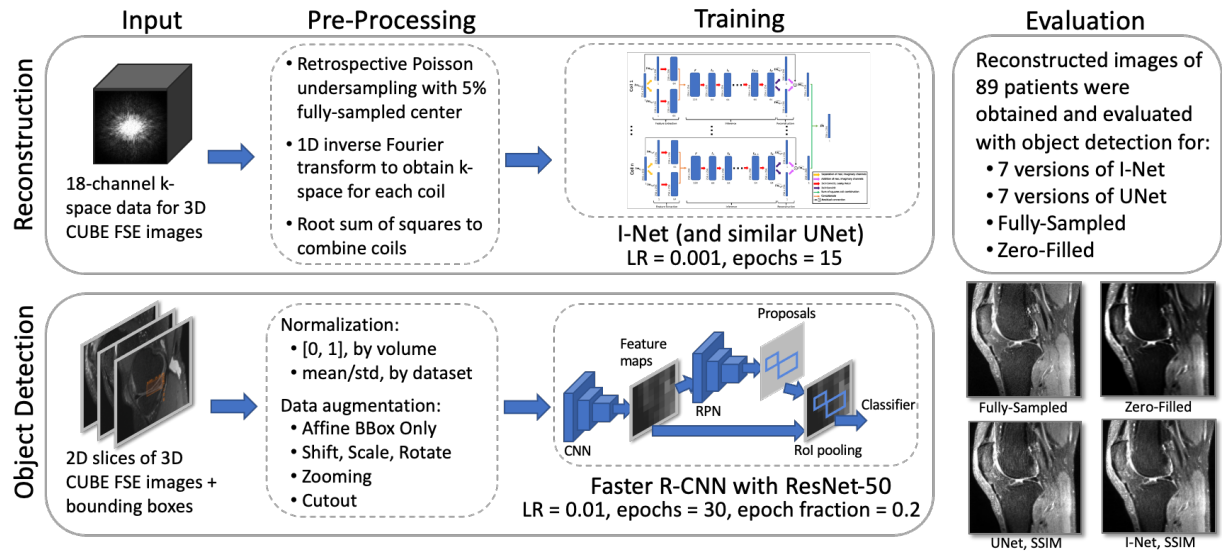 Input
Pre-Processing
Training
Evaluation
Reconstruction
18-channel k-
space data for 3D
CUBE FSE images
• Retrospective Poisson
undersampling with 5%
fully-sampled center
• 1D inverse Fourier
transform to obtain k-
space for each coil
• Root sum of squares to
combine coils
Coil 1
Coil n
I-Net (and similar UNet)
LR = 0.001, epochs = 15
Reconstructed images of
89 patients were
obtained and evaluated
with object detection for:
• 7 versions of I-Net
• 7 versions of UNet
• Fully-Sampled
• Zero-Filled
Object Detection
2D slices of 3D
CUBE FSE images +
bounding boxes
Normalization:
• [0, 1], by volume
• mean/std, by dataset
Data augmentation:
• Affine BBox Only
• Shift, Scale, Rotate
• Zooming
• Cutout
CNN
Feature
maps
RPN
Proposals
RoI pooling
Classifier
Faster R-CNN with ResNet-50
LR = 0.01, epochs = 30, epoch fraction = 0.2
Fully-Sampled
Zero-Filled
UNet, SSIM
I-Net, SSIM